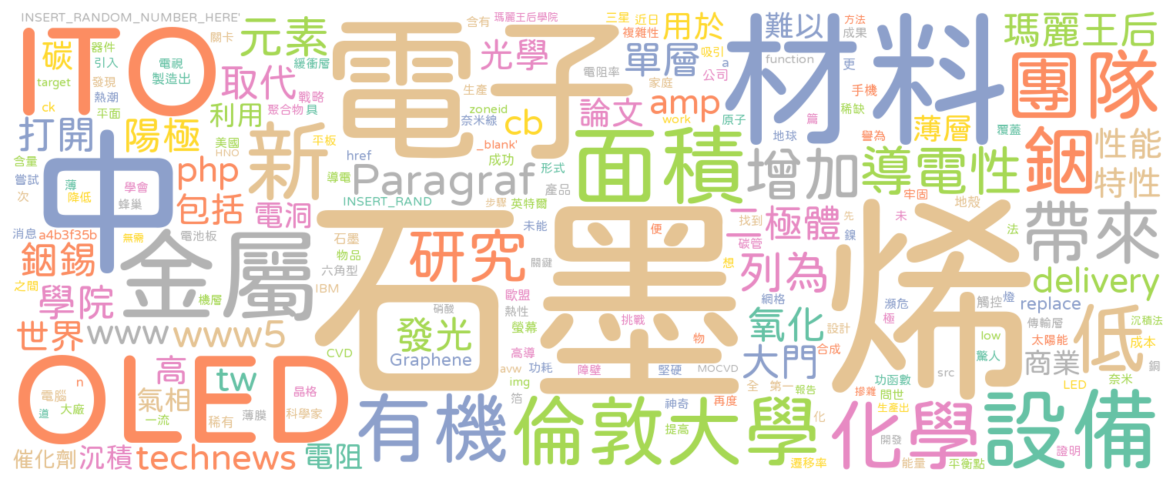 INSERT_RANDOM_NUMBER_HERE'
ITO
碳
器件
引入
元素
關卡
緩衝層
電視
製造出
target
發現
熱潮
平面
ck
取代
戰略
聚合物
具
利用
打開
陽極
電子
含有
瑪麗王后學院
光學
三星
近日
複雜性
用於
單層
吸引
a
公司
電阻率
家庭
生產
zoneid
奈米線
論文
amp
work
cb
難以
成果
方法
function
更
材料
手機
稀缺
原子
篇
薄層
覆蓋
地球
譽為
瑪麗王后
團隊
含量
嘗試
次
薄
降低
學會
蜂巢
中
美國
HNO
php
包括
新
平板
導電
href
_blank'
成功
形式
Paragraf
產品
INSERT_RAND
步驟
英特爾
面積
增加
導電性
牢固
銦
性能
特性
消息
a4b3f35b
無需
電池板
電洞
銦錫
之間
機層
學院
金屬
石墨
物品
六角型
IBM
研究
未能
關鍵
歐盟
熱性
硝酸
石墨烯
便
找到
碳管
想
二極體
先
未
鎳
地殼
法
列為
網格
瀕危
極
觸控
燈
帶來
delivery
replace
世界
www
www5
發光
Graphene
螢幕
挑戰
物
高導
障壁
功耗
堅硬
MOCVD
氧化
大門
設計
合成
low
驚人
傳輸層
太陽能
商業
沉積法
成本
低
銅
OLED
電腦
n
道
大廠
一流
高
tw
氣相
晶格
稀有
薄膜
科學家
CVD
avw
img
箔
有機
神奇
提高
再度
全
第一
報告
功函數
問世
摻雜
生產出
src
LED
奈米
催化劑
沉積
technews
電阻
倫敦大學
遷移率
化
化學
開發
能量
平衡點
設備
證明